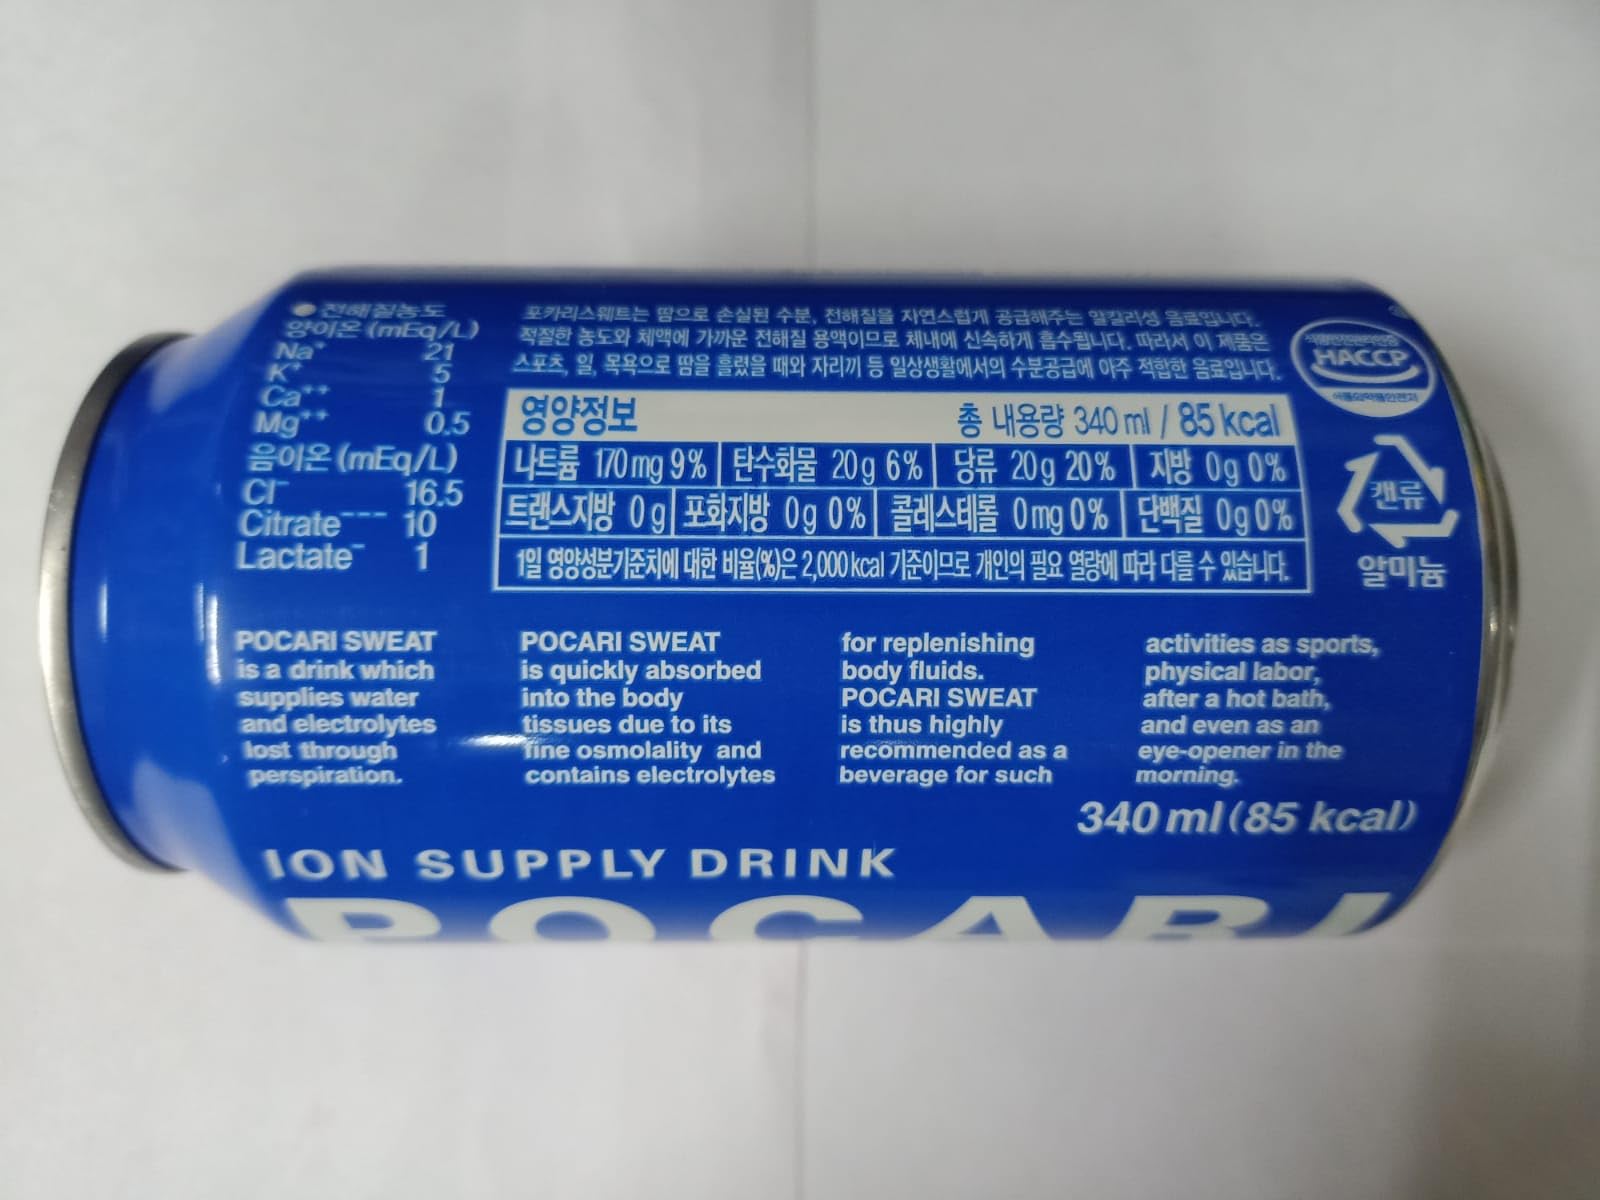 ● 전해질농도
양이온 (mEq/L)
Na⁺ 21
K⁺ 5
Ca⁺⁺ 1
Mg⁺⁺ 0.5
음이온 (mEq/L)
Cl⁻ 16.5
Citrate⁻⁻⁻ 10
Lactate⁻ 1
포카리스웨트는 땀으로 손실된 수분, 전해질을 자연스럽게 공급해주는 알칼리성 음료입니다.
적절한 농도와 체액에 가까운 전해질 용액이므로 체내에 신속하게 흡수됩니다. 따라서 이 제품은
스포츠, 일, 목욕으로 땀을 흘렸을 때와 자리끼 등 일상생활에서의 수분공급에 아주 적합한 음료입니다.
영양정보 총 내용량 340 ml / 85 kcal
나트륨 170 mg 9% 탄수화물 20 g 6% 당류 20 g 20% 지방 0 g 0%
트랜스지방 0 g 포화지방 0 g 0% 콜레스테롤 0 mg 0% 단백질 0 g 0%
1일 영양성분기준치에 대한 비율(%)은 2,000 kcal 기준이므로 개인의 필요 열량에 따라 다를 수 있습니다.
HACCP
식품의약품안전처
캔류
알미늄
POCARI SWEAT
is a drink which
supplies water
and electrolytes
lost through
perspiration.
POCARI SWEAT
is quickly absorbed
into the body
tissues due to its
fine osmolality and
contains electrolytes
for replenishing
body fluids.
POCARI SWEAT
is thus highly
recommended as a
beverage for such
activities as sports,
physical labor,
after a hot bath,
and even as an
eye-opener in the
morning.
340 ml (85 kcal)
ION SUPPLY DRINK
POCARI